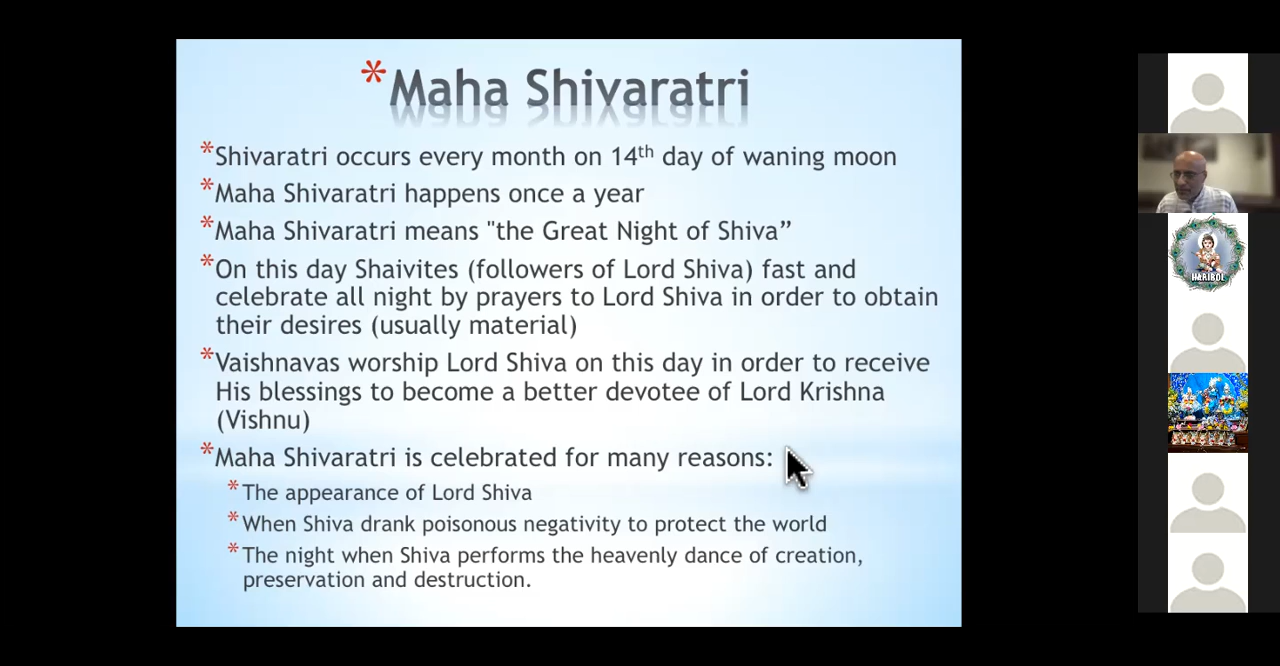 *Maha Shivaratri
*Shivaratri occurs every month on 14th day of waning moon
*Maha Shivaratri happens once a year
*Maha Shivaratri means "the Great Night of Shiva”
*On this day Shaivites (followers of Lord Shiva) fast and
celebrate all night by prayers to Lord Shiva in order to obtain
their desires (usually material)
*Vaishnavas worship Lord Shiva on this day in order to receive
His blessings to become a better devotee of Lord Krishna
(Vishnu)
*Maha Shivaratri is celebrated for many reasons:
*The appearance of Lord Shiva
*When Shiva drank poisonous negativity to protect the world
*The night when Shiva performs the heavenly dance of creation,
preservation and destruction.
HARIBOL